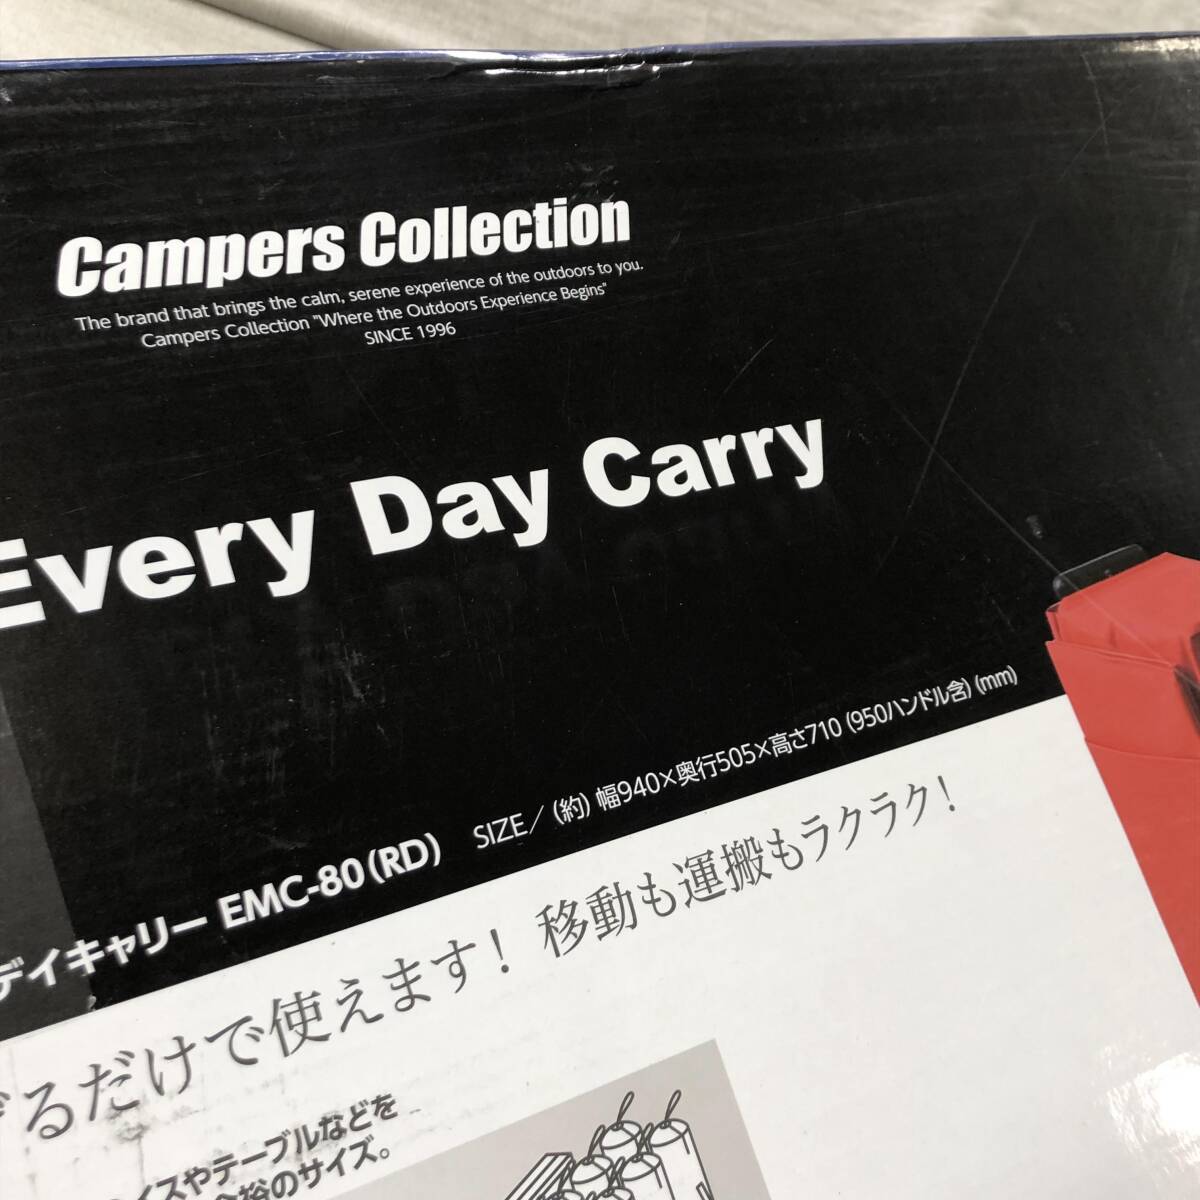 Campers Collection
The brand that brings the calm, serene experience of the outdoors to you.
Campers Collection "Where the Outdoors Experience Begins"
SINCE 1996
Every Day Carry
デイキャリー EMC-80(RD) SIZE/(約) 幅940×奥行505×高さ710 (950ハンドル含) (mm)
るだけで使えます! 移動も運搬もラクラク!
イスやテーブルなどを
余裕のサイズ。